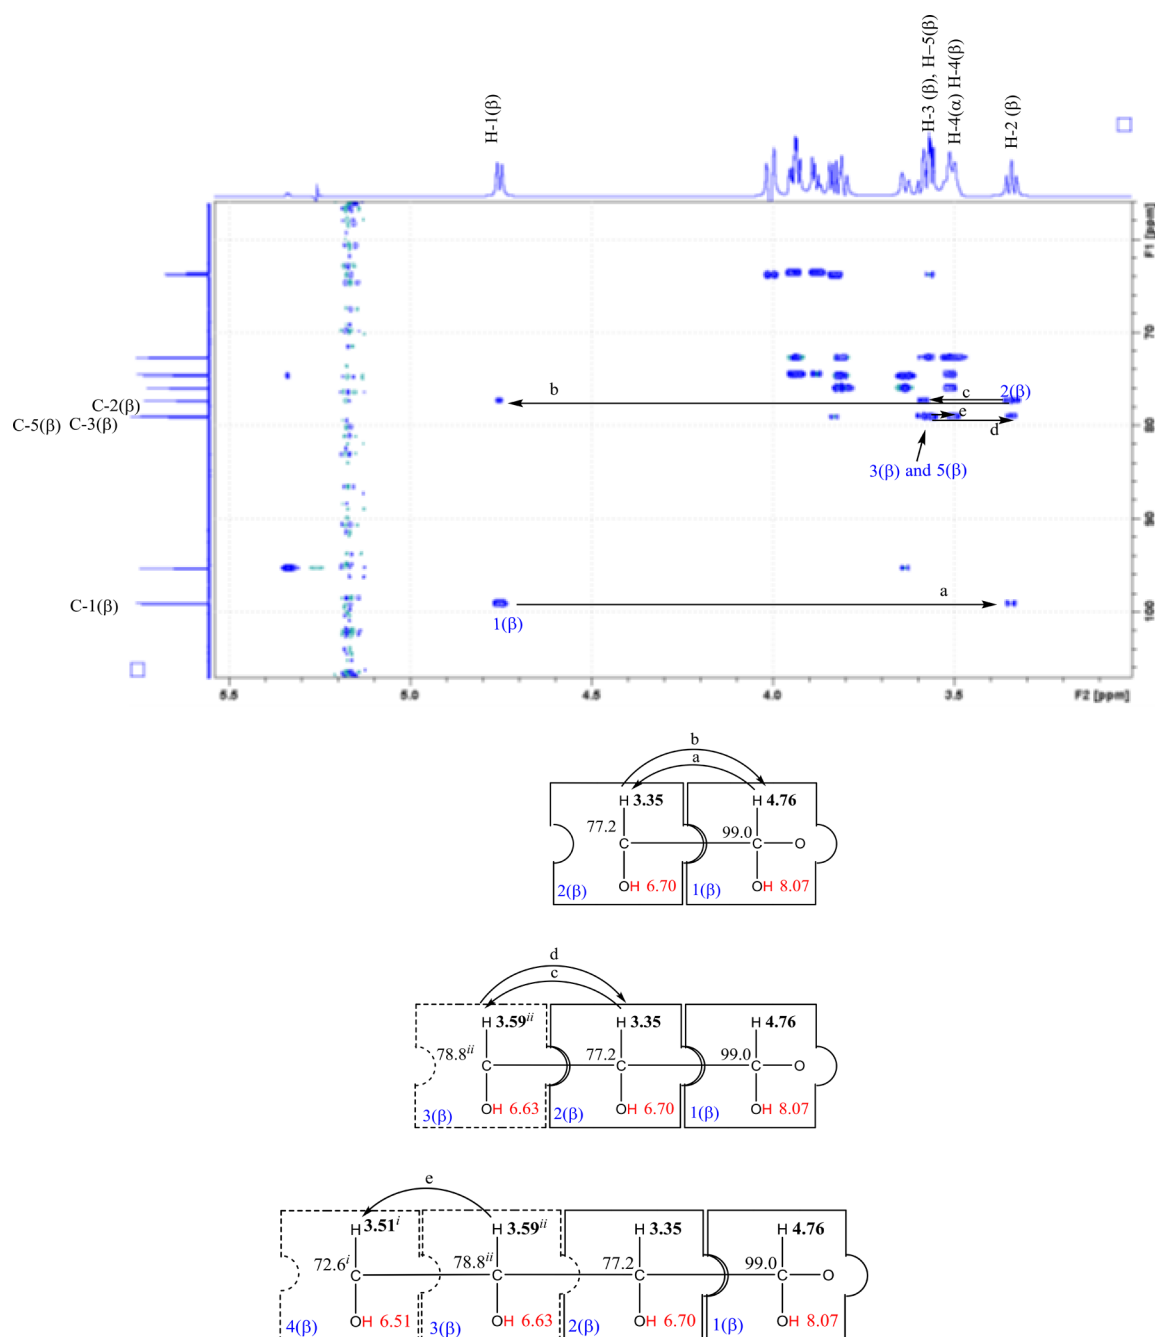 H-1(β)
H-3 (β), H–5(β)
H-4(α) H-4(β)
H-2 (β)
F1 [ppm]
70
80
90
100
b
c
2(β)
e
d
3(β) and 5(β)
C-2(β)
C-5(β) C-3(β)
C-1(β)
a
1(β)
5.5 5.0 4.5 4.0 3.5 F2 [ppm]
b
a
H 3.35 H 4.76
77.2 C 99.0 C O
2(β) OH 6.70 1(β) OH 8.07
d
c
H 3.59ii H 3.35 H 4.76
78.8ii C 77.2 C 99.0 C O
3(β) OH 6.63 2(β) OH 6.70 1(β) OH 8.07
e
H 3.51i H 3.59ii H 3.35 H 4.76
72.6i C 78.8ii C 77.2 C 99.0 C O
4(β) OH 6.51 3(β) OH 6.63 2(β) OH 6.70 1(β) OH 8.07